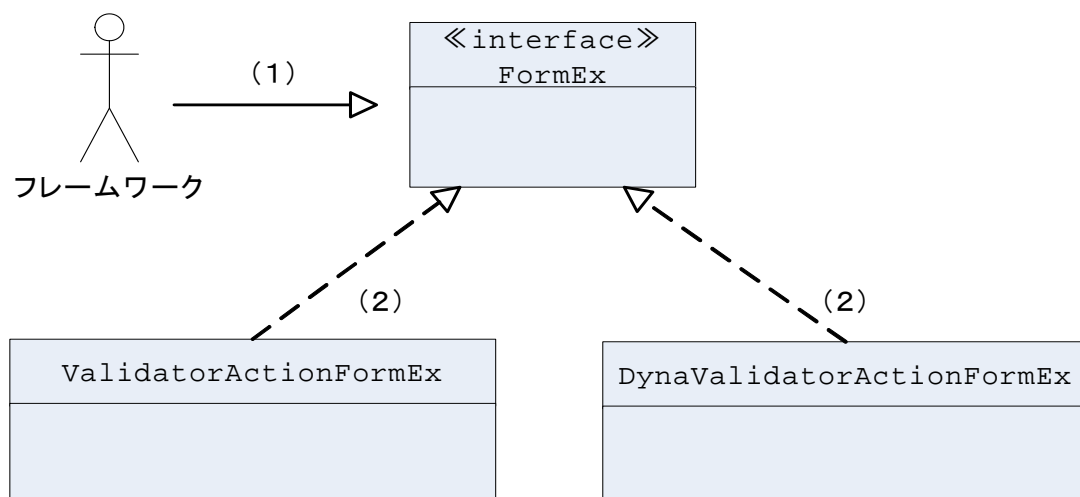 ≪interface≫
FormEx
(1)
フレームワーク
(2)
(2)
ValidatorActionFormEx
DynaValidatorActionFormEx